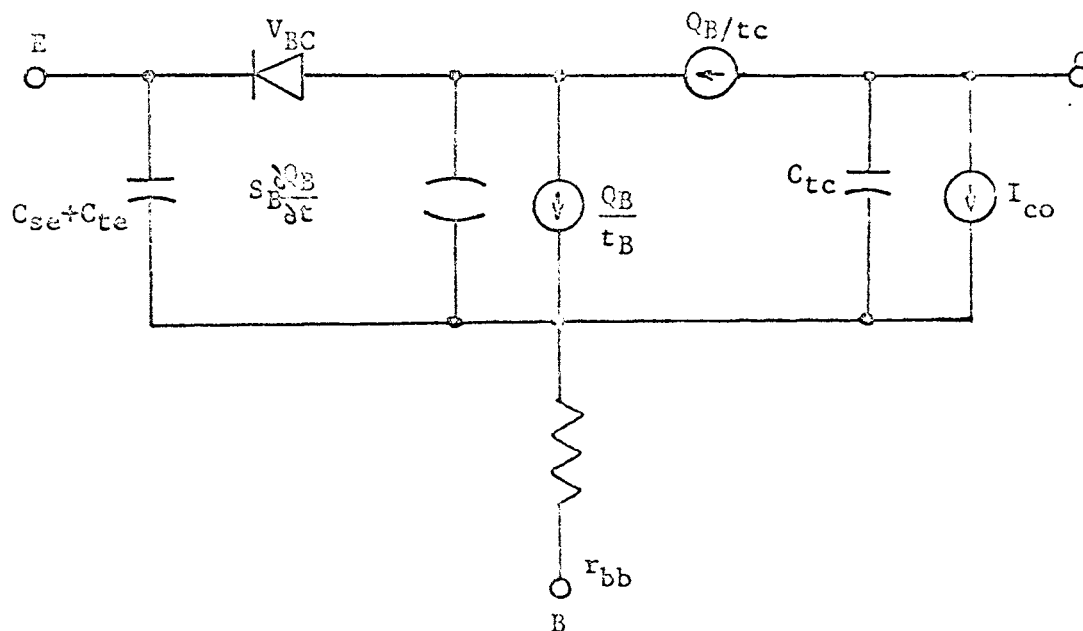 E
V_BC
Q_B/tc
C_se+C_te
S_B ∂Q_B/∂t
Q_B/t_B
C_tc
I_co
r_bb
B